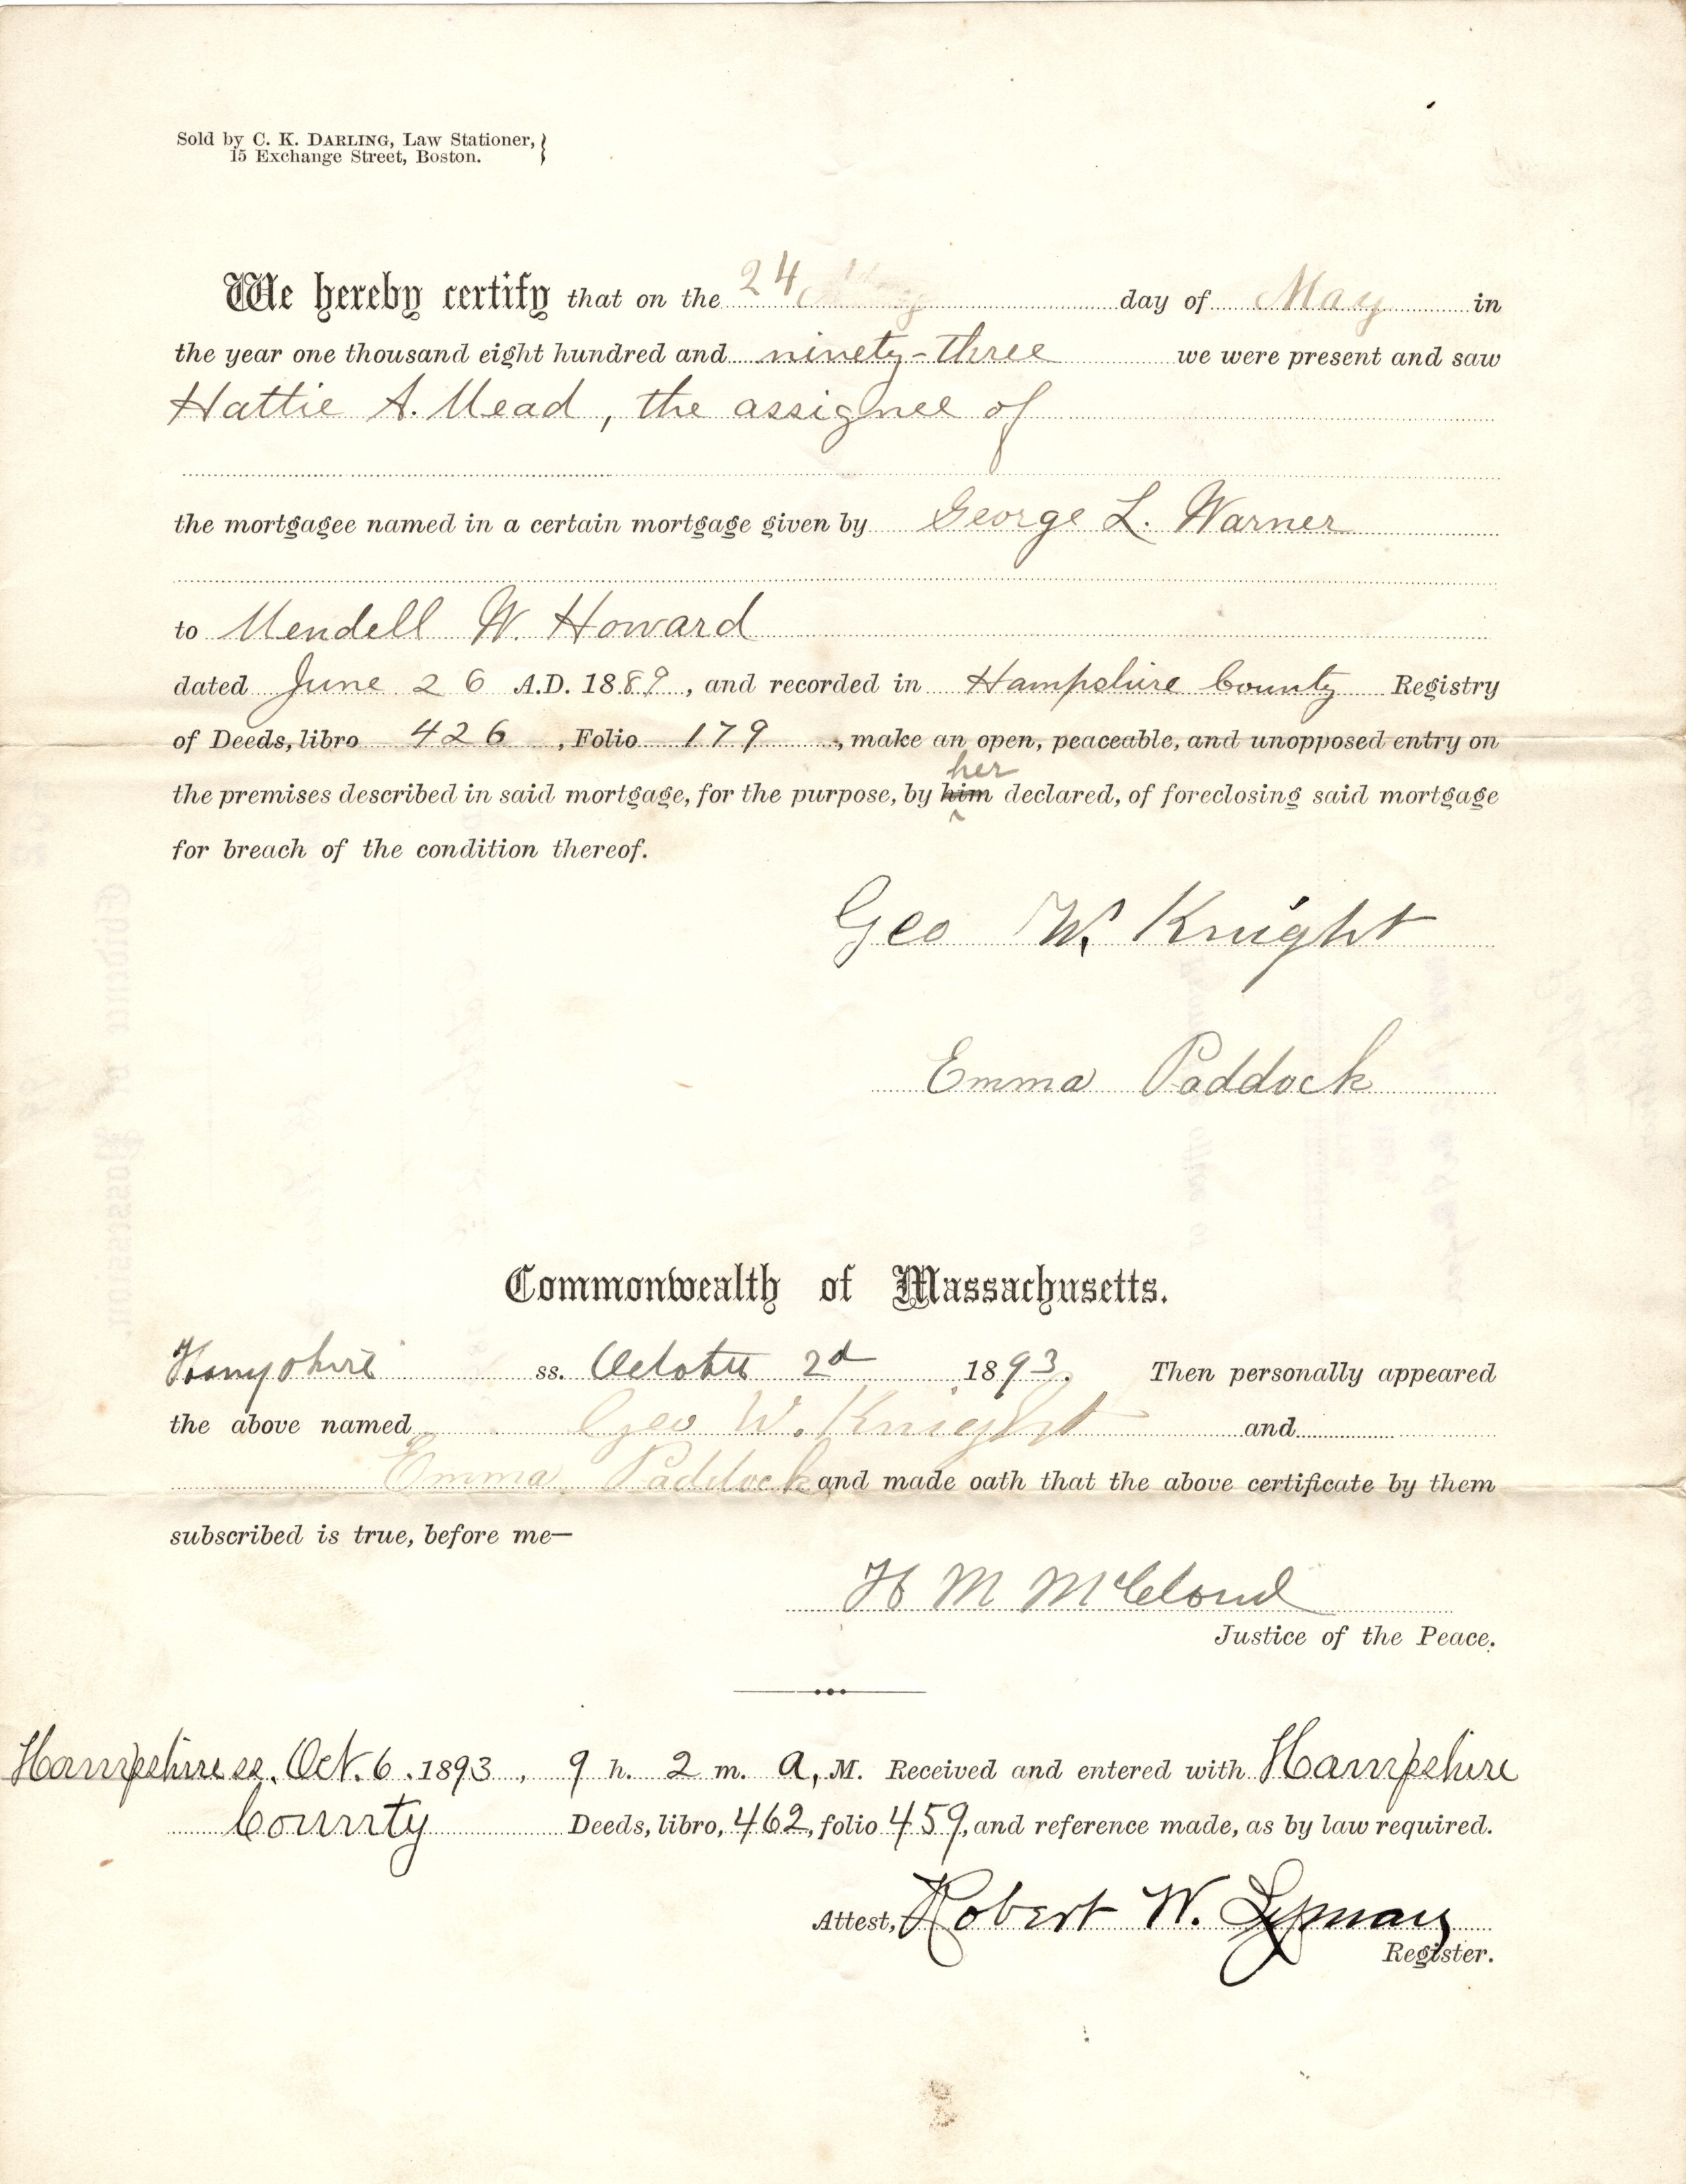 Sold by C. K. DARLING, Law Stationer,
15 Exchange Street, Boston.
We hereby certify that on the 24 day of May in
the year one thousand eight hundred and ninety-three we were present and saw
Hattie A. Mead, the assignee of
the mortgagee named in a certain mortgage given by George L. Warner
to Mendell W. Howard
dated June 26 A.D. 1889, and recorded in Hampshire County Registry
of Deeds, libro 426, Folio 179, make an open, peaceable, and unopposed entry on
her
the premises described in said mortgage, for the purpose, by him declared, of foreclosing said mortgage
for breach of the condition thereof.
Geo W. Knight
Emma Paddock
Commonwealth of Massachusetts.
Hampshire ss. October 2d 1893. Then personally appeared
the above named Geo W. Knight and
Emma Paddock and made oath that the above certificate by them
subscribed is true, before me—
H M McCloud
Justice of the Peace.
Hampshire ss. Oct. 6. 1893, 9 h. 2 m. A, M. Received and entered with Hampshire
County Deeds, libro, 462, folio 459, and reference made, as by law required.
Attest, Robert W. Lyman
Register.